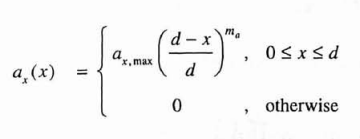 a_x(x) = { a_{x,max} ((d - x)/d)^{m_a} , 0 ≤ x ≤ d
0 , otherwise